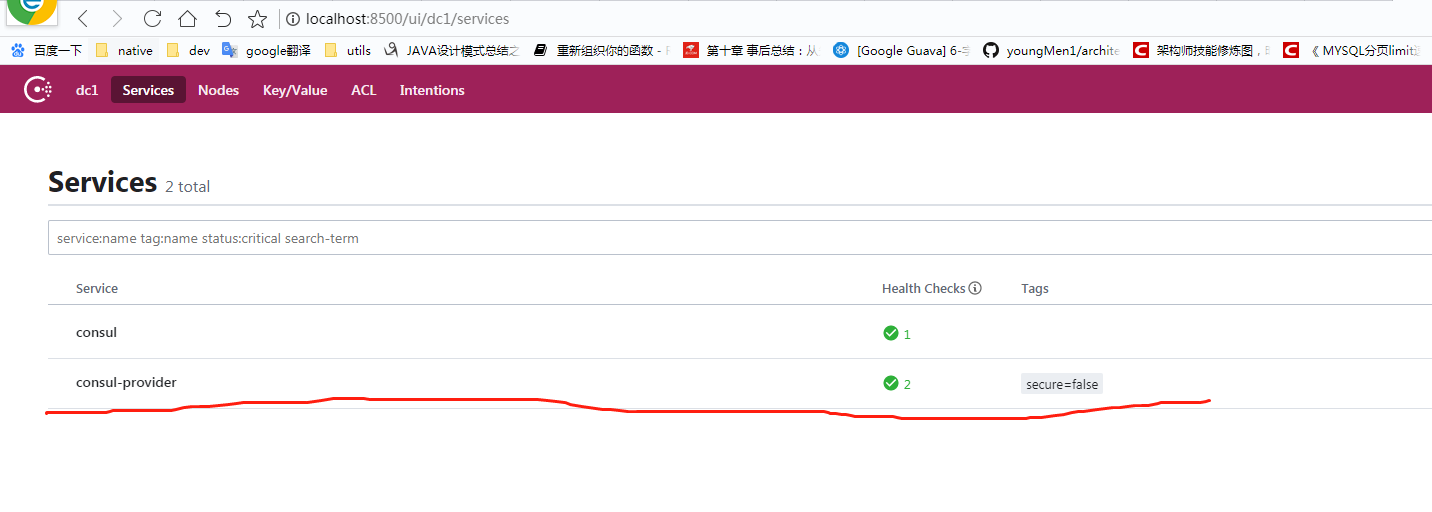 localhost:8500/ui/dc1/services
百度一下 native dev google翻译 utils JAVA设计模式总结之 重新组织你的函数 - 第十章 事后总结：从 [Google Guava] 6- youngMen1/archite 架构师技能修炼图， 《 MYSQL分页limit
dc1 Services Nodes Key/Value ACL Intentions
Services 2 total
service:name tag:name status:critical search-term
Service Health Checks Tags
consul 1
consul-provider 2 secure=false